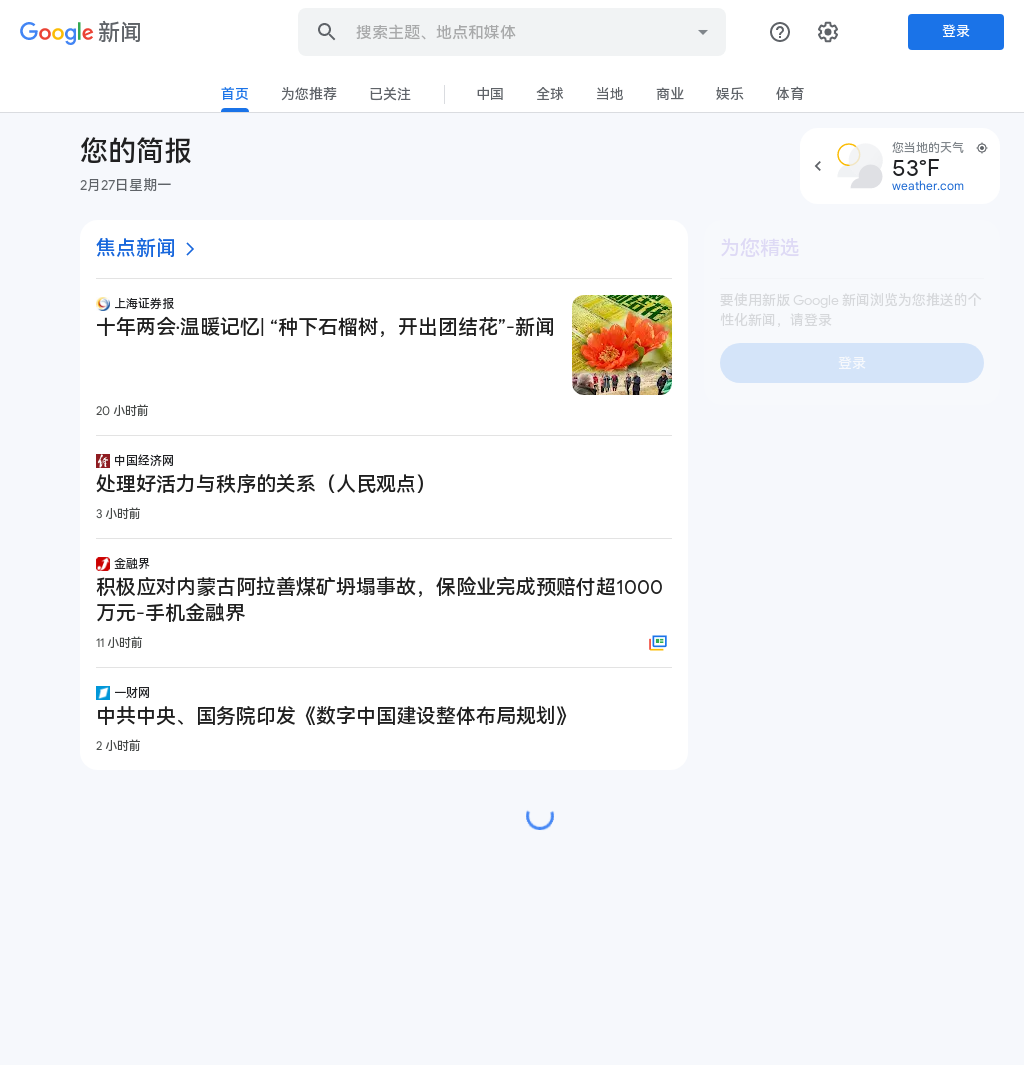 Google 新闻
搜索主题、地点和媒体
登录
首页
为您推荐
已关注
中国
全球
当地
商业
娱乐
体育
您的简报
2月27日星期一
您当地的天气
53°F
weather.com
焦点新闻
上海证券报
十年两会·温暖记忆| “种下石榴树，开出团结花”-新闻
20 小时前
中国经济网
处理好活力与秩序的关系（人民观点）
3 小时前
金融界
积极应对内蒙古阿拉善煤矿坍塌事故，保险业完成预赔付超1000
万元-手机金融界
11 小时前
一财网
中共中央、国务院印发《数字中国建设整体布局规划》
2 小时前
为您精选
要使用新版 Google 新闻浏览为您推送的个
性化新闻，请登录
登录